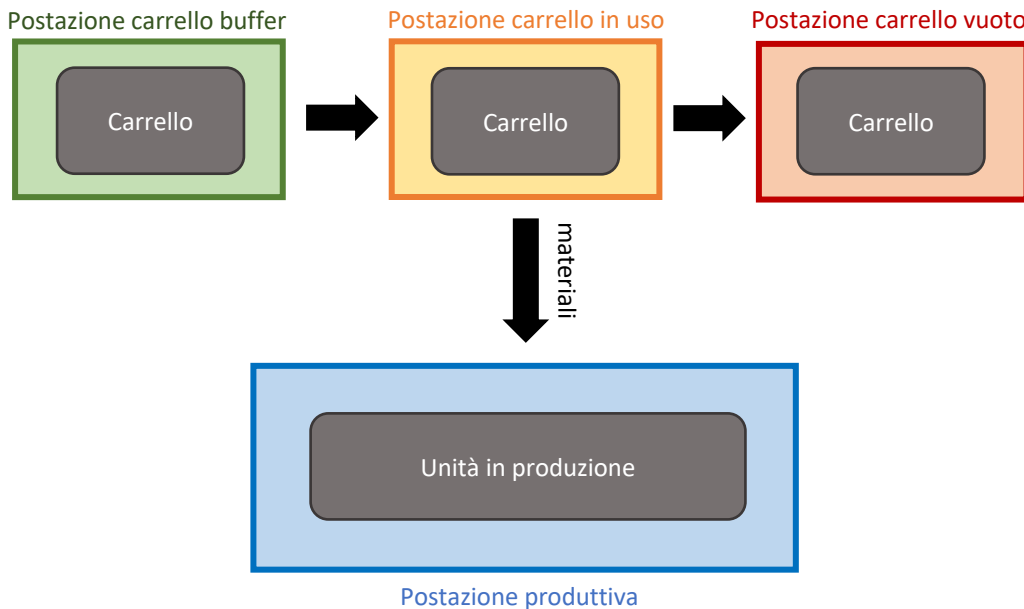 Postazione carrello buffer
Postazione carrello in uso
Postazione carrello vuoto
Carrello
Carrello
Carrello
materiali
Unità in produzione
Postazione produttiva